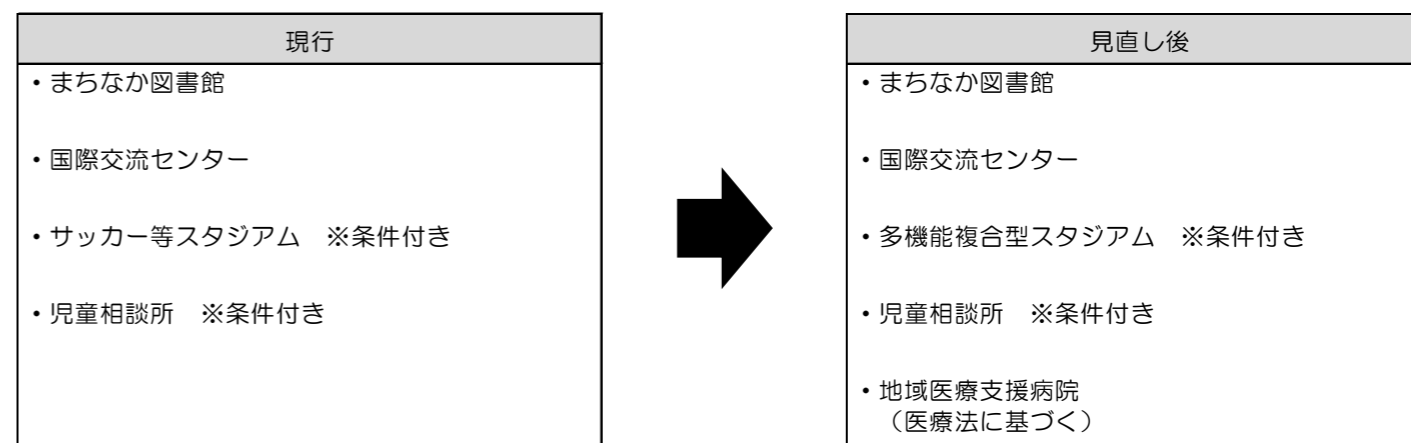 現行
・まちなか図書館
・国際交流センター
・サッカー等スタジアム　※条件付き
・児童相談所　※条件付き
見直し後
・まちなか図書館
・国際交流センター
・多機能複合型スタジアム　※条件付き
・児童相談所　※条件付き
・地域医療支援病院
（医療法に基づく）